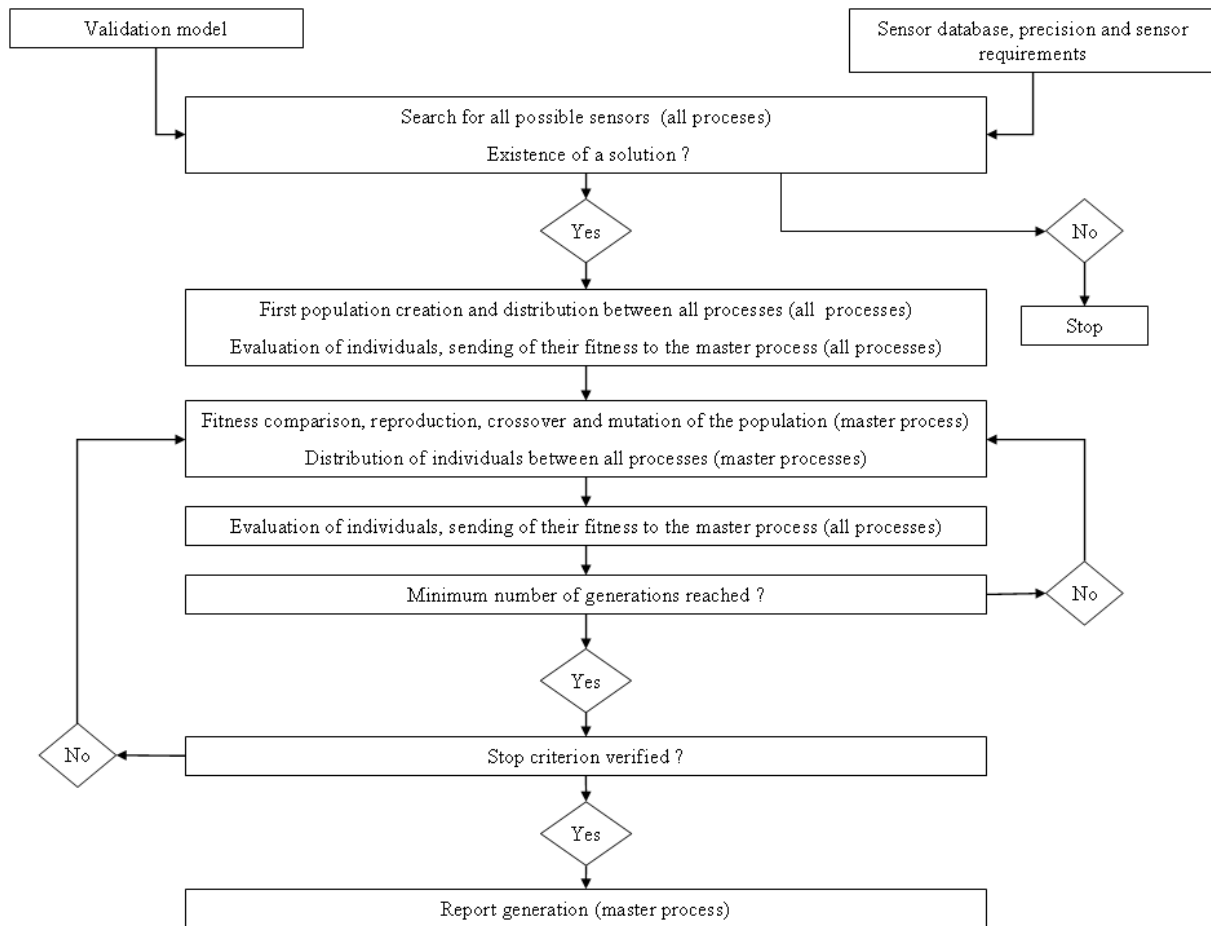 Validation model
Sensor database, precision and sensor
requirements
Search for all possible sensors (all proceses)
Existence of a solution ?
Yes
No
First population creation and distribution between all processes (all processes)
Evaluation of individuals, sending of their fitness to the master process (all processes)
Stop
Fitness comparison, reproduction, crossover and mutation of the population (master process)
Distribution of individuals between all processes (master processes)
Evaluation of individuals, sending of their fitness to the master process (all processes)
Minimum number of generations reached ?
No
Yes
No
Stop criterion verified ?
Yes
Report generation (master process)